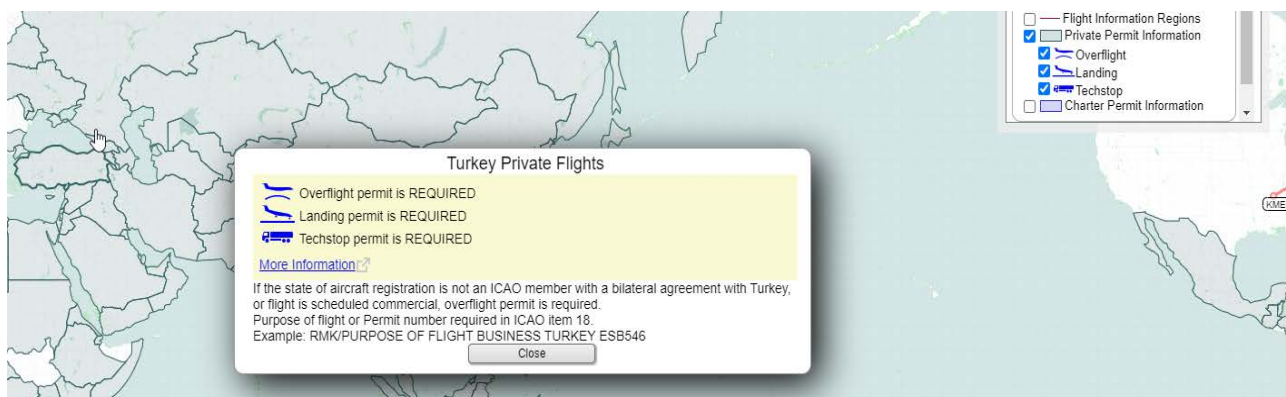 Flight Information Regions
Private Permit Information
Overflight
Landing
Techstop
Charter Permit Information
Turkey Private Flights
Overflight permit is REQUIRED
Landing permit is REQUIRED
Techstop permit is REQUIRED
More Information
If the state of aircraft registration is not an ICAO member with a bilateral agreement with Turkey,
or flight is scheduled commercial, overflight permit is required.
Purpose of flight or Permit number required in ICAO item 18.
Example: RMK/PURPOSE OF FLIGHT BUSINESS TURKEY ESB546
Close